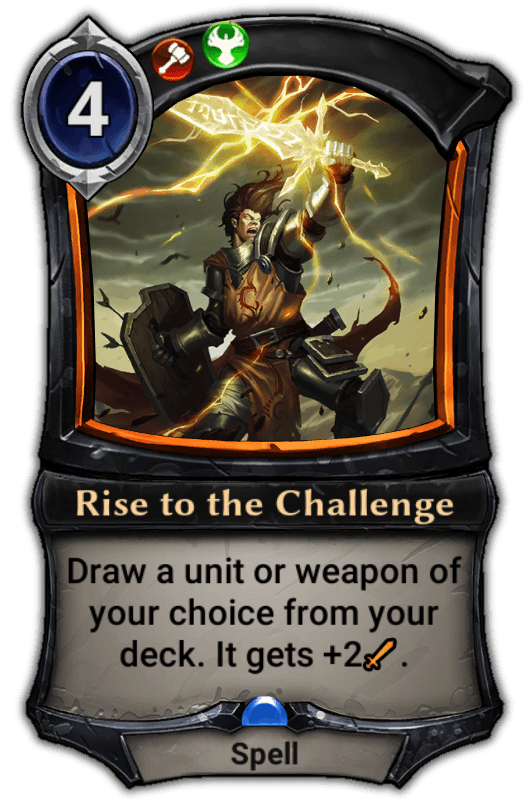 4
Rise to the Challenge
Draw a unit or weapon of
your choice from your
deck. It gets +2.
Spell